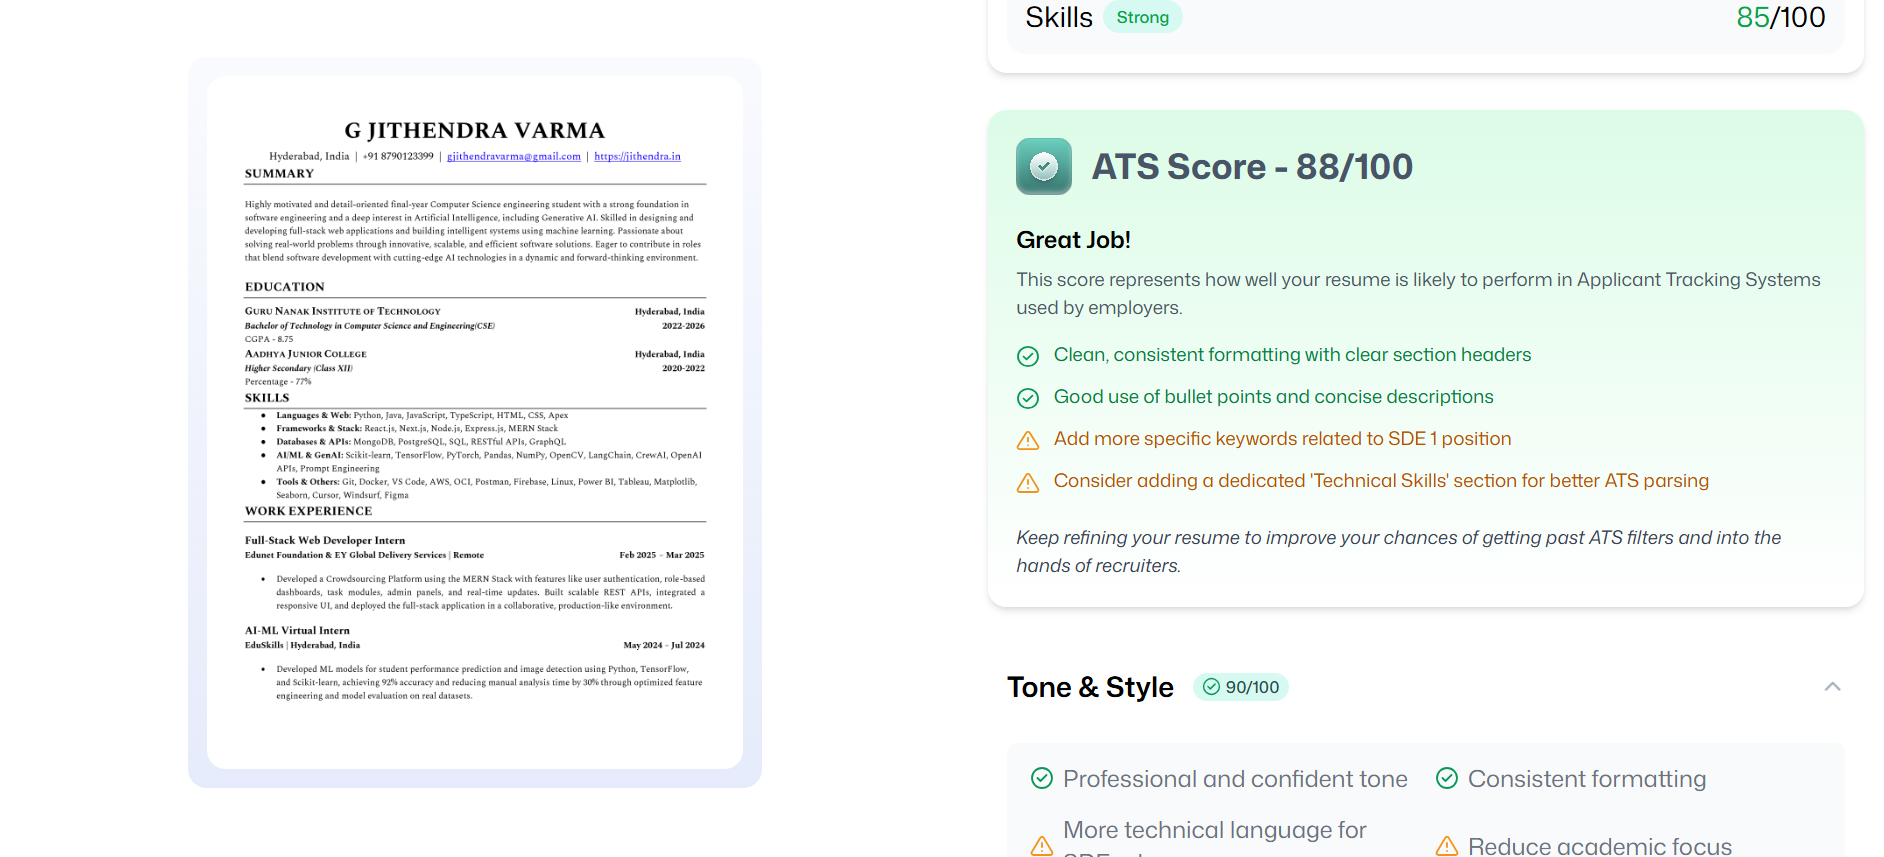 G JITHENDRA VARMA
Hyderabad, India | +91 8790123399 | gjithendravarma@gmail.com | https://jithendra.in
SUMMARY
Highly motivated and detail-oriented final-year Computer Science engineering student with a strong foundation in
software engineering and a deep interest in Artificial Intelligence, including Generative AI. Skilled in designing and
developing full-stack web applications and building intelligent systems using machine learning. Passionate about
solving real-world problems through innovative, scalable, and efficient software solutions. Eager to contribute in roles
that blend software development with cutting-edge AI technologies in a dynamic and forward-thinking environment.
EDUCATION
GURU NANAK INSTITUTE OF TECHNOLOGY Hyderabad, India
Bachelor of Technology in Computer Science and Engineering(CSE) 2022-2026
CGPA - 8.75
AADHYA JUNIOR COLLEGE Hyderabad, India
Higher Secondary (Class XII) 2020-2022
Percentage - 77%
SKILLS
● Languages & Web: Python, Java, JavaScript, TypeScript, HTML, CSS, Apex
● Frameworks & Stack: React.js, Next.js, Node.js, Express.js, MERN Stack
● Databases & APIs: MongoDB, PostgreSQL, SQL, RESTful APIs, GraphQL
● AI/ML & GenAI: Scikit-learn, TensorFlow, PyTorch, Pandas, NumPy, OpenCV, LangChain, CrewAI, OpenAI
APIs, Prompt Engineering
● Tools & Others: Git, Docker, VS Code, AWS, OCI, Postman, Firebase, Linux, Power BI, Tableau, Matplotlib,
Seaborn, Cursor, Windsurf, Figma
WORK EXPERIENCE
Full-Stack Web Developer Intern
Edunet Foundation & EY Global Delivery Services | Remote Feb 2025 - Mar 2025
• Developed a Crowdsourcing Platform using the MERN Stack with features like user authentication, role-based
dashboards, task modules, admin panels, and real-time updates. Built scalable REST APIs, integrated a
responsive UI, and deployed the full-stack application in a collaborative, production-like environment.
AI-ML Virtual Intern
EduSkills | Hyderabad, India May 2024 - Jul 2024
• Developed ML models for student performance prediction and image detection using Python, TensorFlow,
and Scikit-learn, achieving 92% accuracy and reducing manual analysis time by 30% through optimized feature
engineering and model evaluation on real datasets.
Skills Strong 85/100
ATS Score - 88/100
Great Job!
This score represents how well your resume is likely to perform in Applicant Tracking Systems
used by employers.
Clean, consistent formatting with clear section headers
Good use of bullet points and concise descriptions
Add more specific keywords related to SDE 1 position
Consider adding a dedicated 'Technical Skills' section for better ATS parsing
Keep refining your resume to improve your chances of getting past ATS filters and into the
hands of recruiters.
Tone & Style 90/100
Professional and confident tone
Consistent formatting
More technical language for
Reduce academic focus